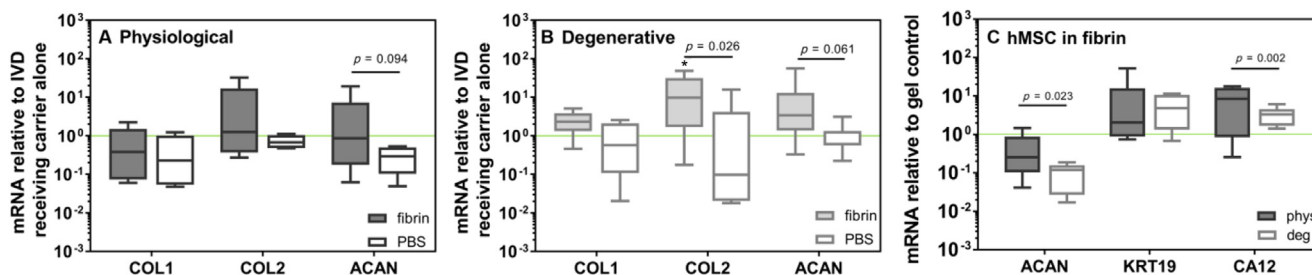 A Physiological
mRNA relative to IVD
receiving carrier alone
10³
10²
10¹
10⁰
10⁻¹
10⁻²
10⁻³
p = 0.094
fibrin
PBS
COL1 COL2 ACAN
B Degenerative
mRNA relative to IVD
receiving carrier alone
10³
10²
10¹
10⁰
10⁻¹
10⁻²
10⁻³
p = 0.026
*
p = 0.061
fibrin
PBS
COL1 COL2 ACAN
C hMSC in fibrin
mRNA relative to gel control
10³
10²
10¹
10⁰
10⁻¹
10⁻²
10⁻³
p = 0.023
p = 0.002
phys
deg
ACAN KRT19 CA12